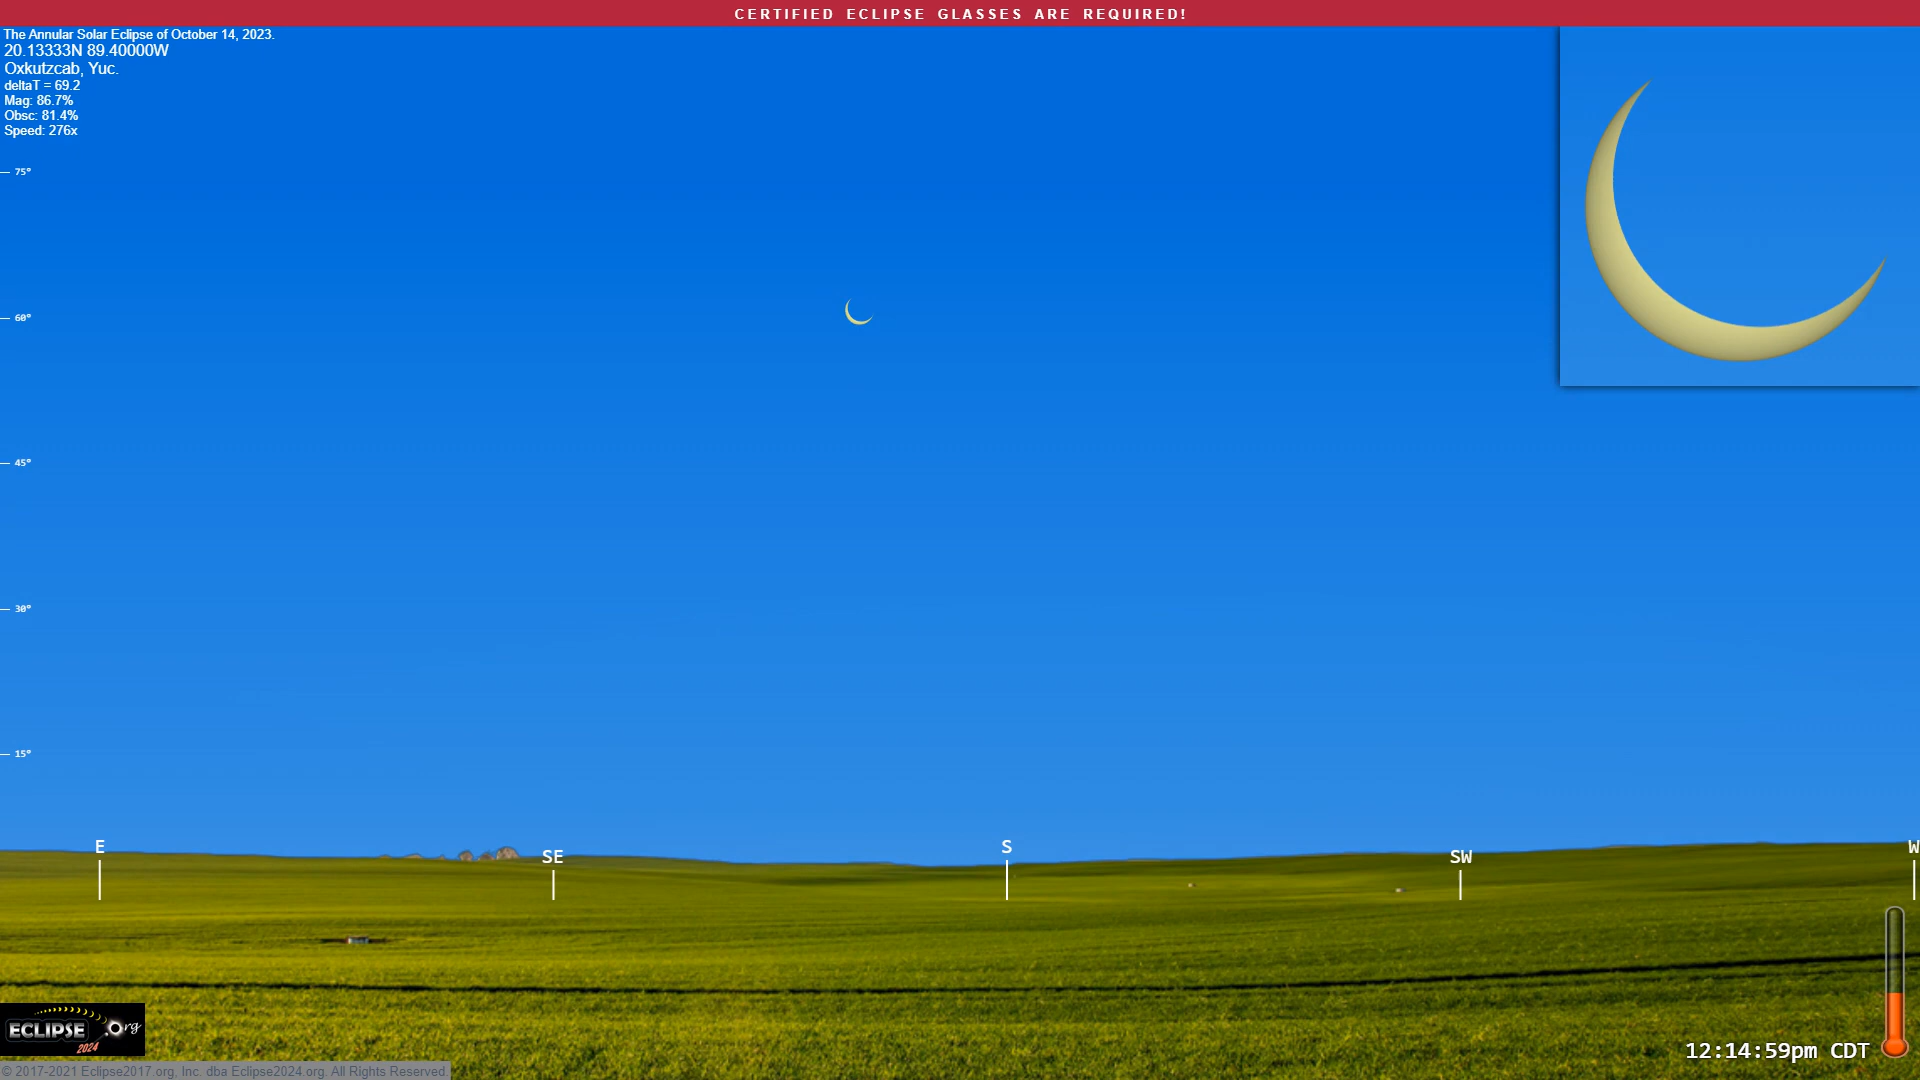 CERTIFIED ECLIPSE GLASSES ARE REQUIRED!
The Annular Solar Eclipse of October 14, 2023.
20.13333N 89.40000W
Oxkutzcab, Yuc.
deltaT = 69.2
Mag: 86.7%
Obsc: 81.4%
Speed: 276x
75°
60°
45°
30°
15°
E
SE
S
SW
W
ECLIPSE .Org
2024
12:14:59pm CDT
© 2017-2021 Eclipse2017.org, Inc. dba Eclipse2024.org. All Rights Reserved.